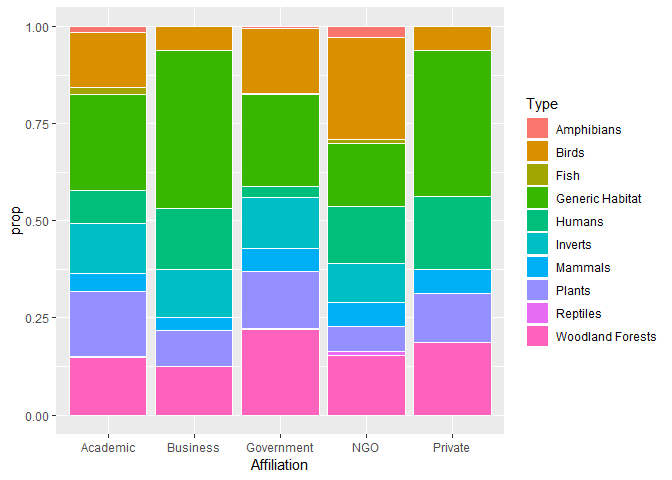 prop
1.00
0.75
0.50
0.25
0.00
Academic
Business
Government
NGO
Private
Affiliation
Type
Amphibians
Birds
Fish
Generic Habitat
Humans
Inverts
Mammals
Plants
Reptiles
Woodland Forests